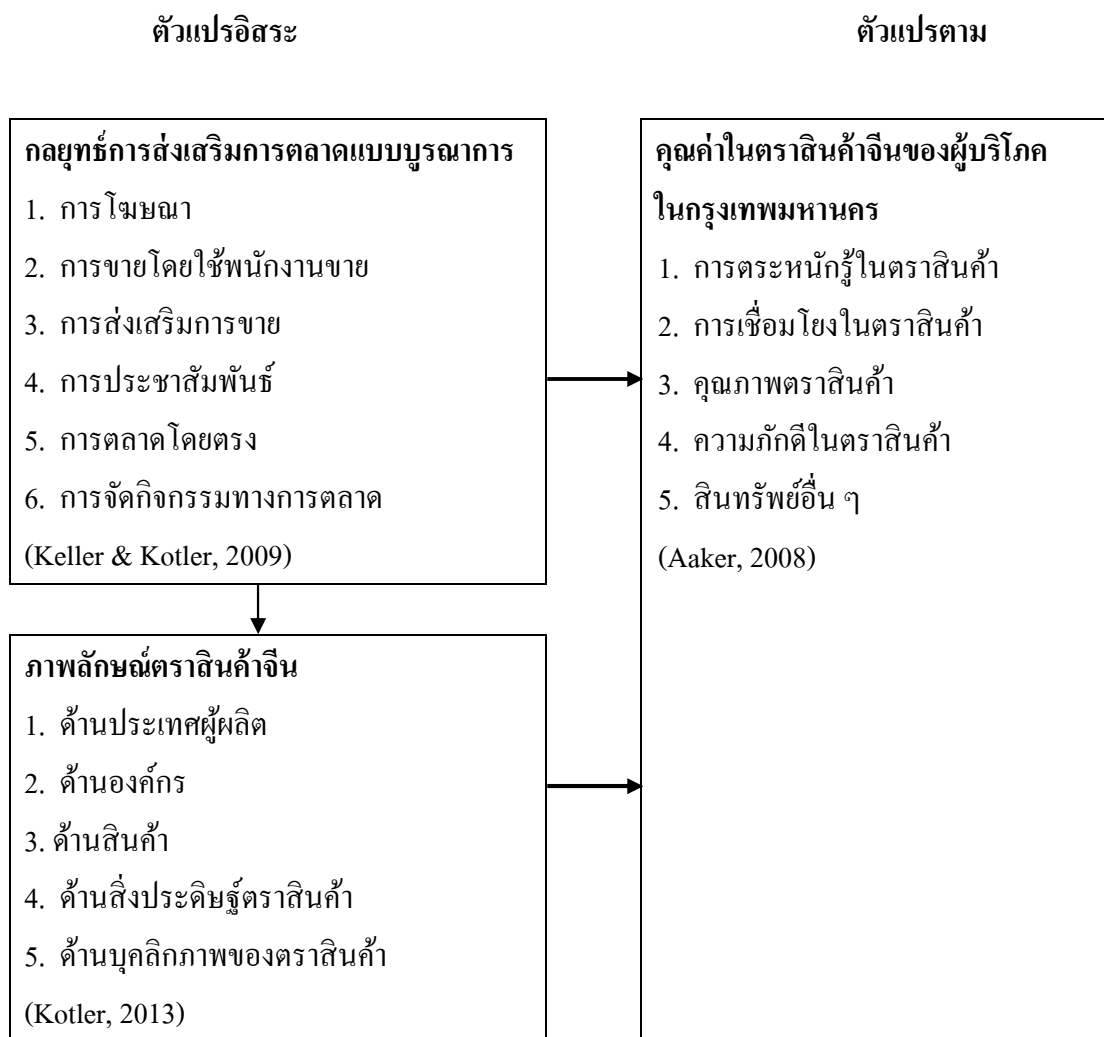 ตัวแปรอิสระ
ตัวแปรตาม
กลยุทธ์การส่งเสริมการตลาดแบบบูรณาการ
1. การโฆษณา
2. การขายโดยใช้พนักงานขาย
3. การส่งเสริมการขาย
4. การประชาสัมพันธ์
5. การตลาดโดยตรง
6. การจัดกิจกรรมทางการตลาด
(Keller & Kotler, 2009)
ภาพลักษณ์ตราสินค้าจีน
1. ด้านประเทศผู้ผลิต
2. ด้านองค์กร
3. ด้านสินค้า
4. ด้านสิ่งประดิษฐ์ตราสินค้า
5. ด้านบุคลิกภาพของตราสินค้า
(Kotler, 2013)
คุณค่าในตราสินค้าจีนของผู้บริโภค
ในกรุงเทพมหานคร
1. การตระหนักรู้ในตราสินค้า
2. การเชื่อมโยงในตราสินค้า
3. คุณภาพตราสินค้า
4. ความภักดีในตราสินค้า
5. สินทรัพย์อื่น ๆ
(Aaker, 2008)